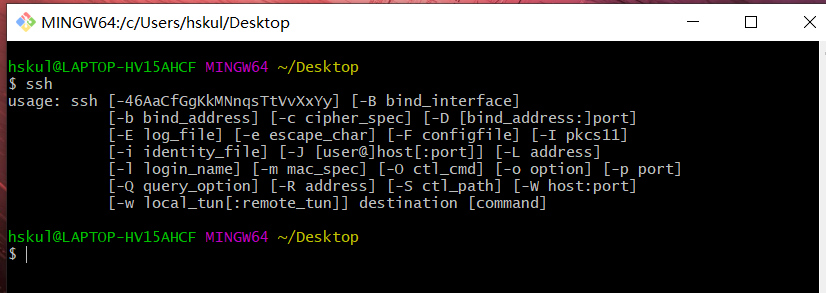 MINGW64:/c/Users/hskul/Desktop
hskul@LAPTOP-HV15AHCF MINGW64 ~/Desktop
$ ssh
usage: ssh [-46AaCfGgKkMNnqsTtVvXxYy] [-B bind_interface]
           [-b bind_address] [-c cipher_spec] [-D [bind_address:]port]
           [-E log_file] [-e escape_char] [-F configfile] [-I pkcs11]
           [-i identity_file] [-J [user@]host[:port]] [-L address]
           [-l login_name] [-m mac_spec] [-O ctl_cmd] [-o option] [-p port]
           [-Q query_option] [-R address] [-S ctl_path] [-W host:port]
           [-w local_tun[:remote_tun]] destination [command]
hskul@LAPTOP-HV15AHCF MINGW64 ~/Desktop
$